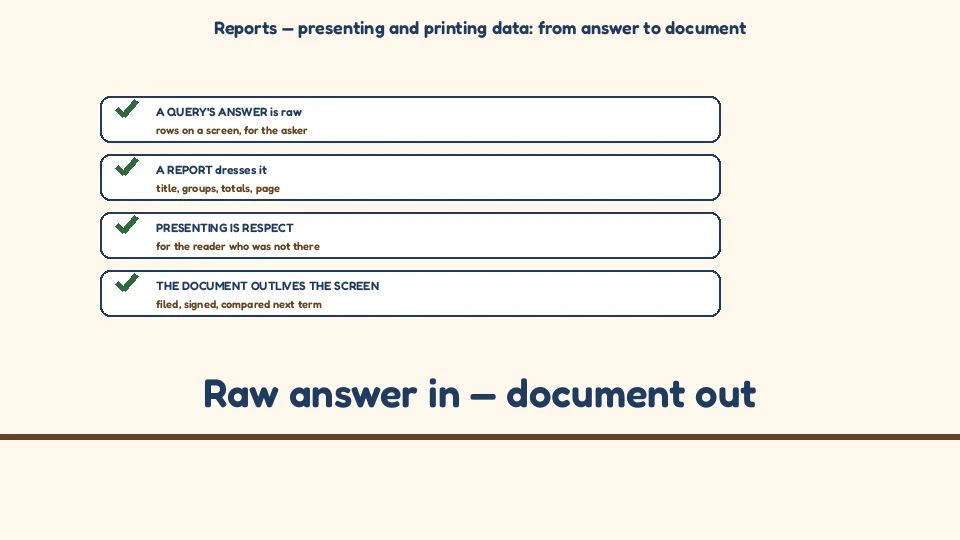 Reports — presenting and printing data: from answer to document
A QUERY'S ANSWER is raw
rows on a screen, for the asker
A REPORT dresses it
title, groups, totals, page
PRESENTING IS RESPECT
for the reader who was not there
THE DOCUMENT OUTLIVES THE SCREEN
filed, signed, compared next term
Raw answer in — document out